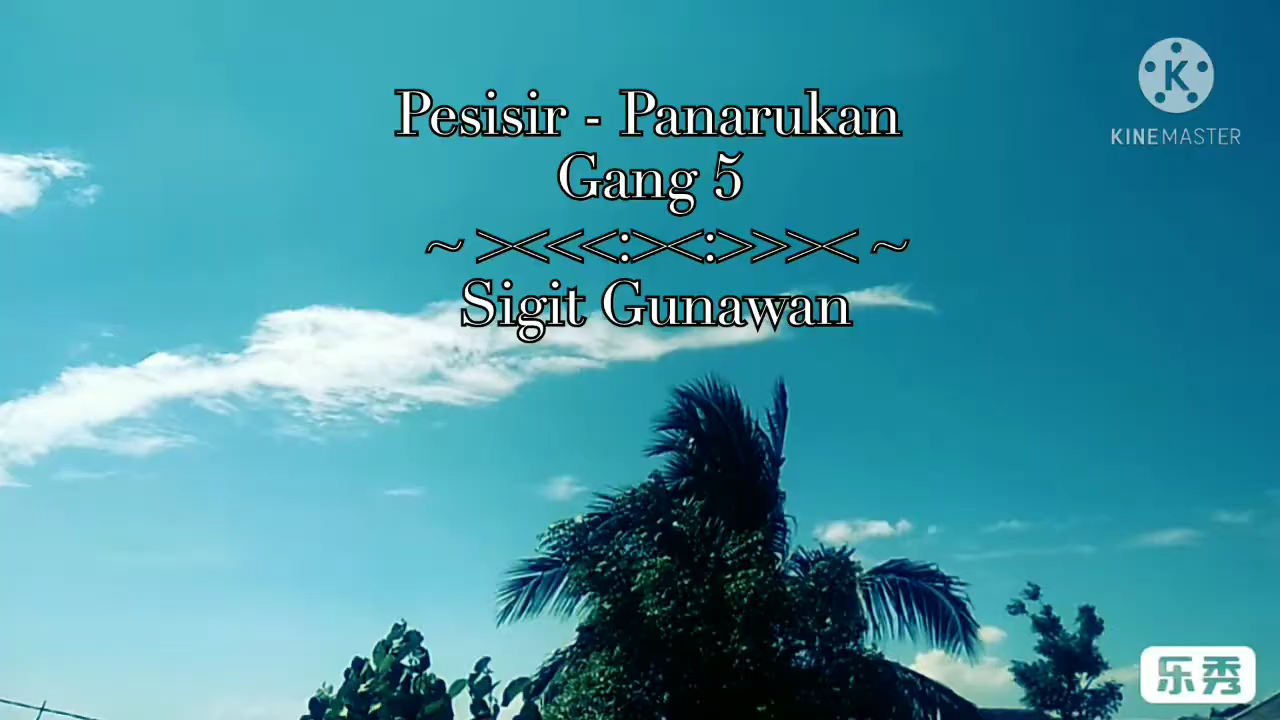 Pesisir - Panarukan
Gang 5
~ ><<<:><:>>>< ~
Sigit Gunawan
K
KINEMASTER
乐秀